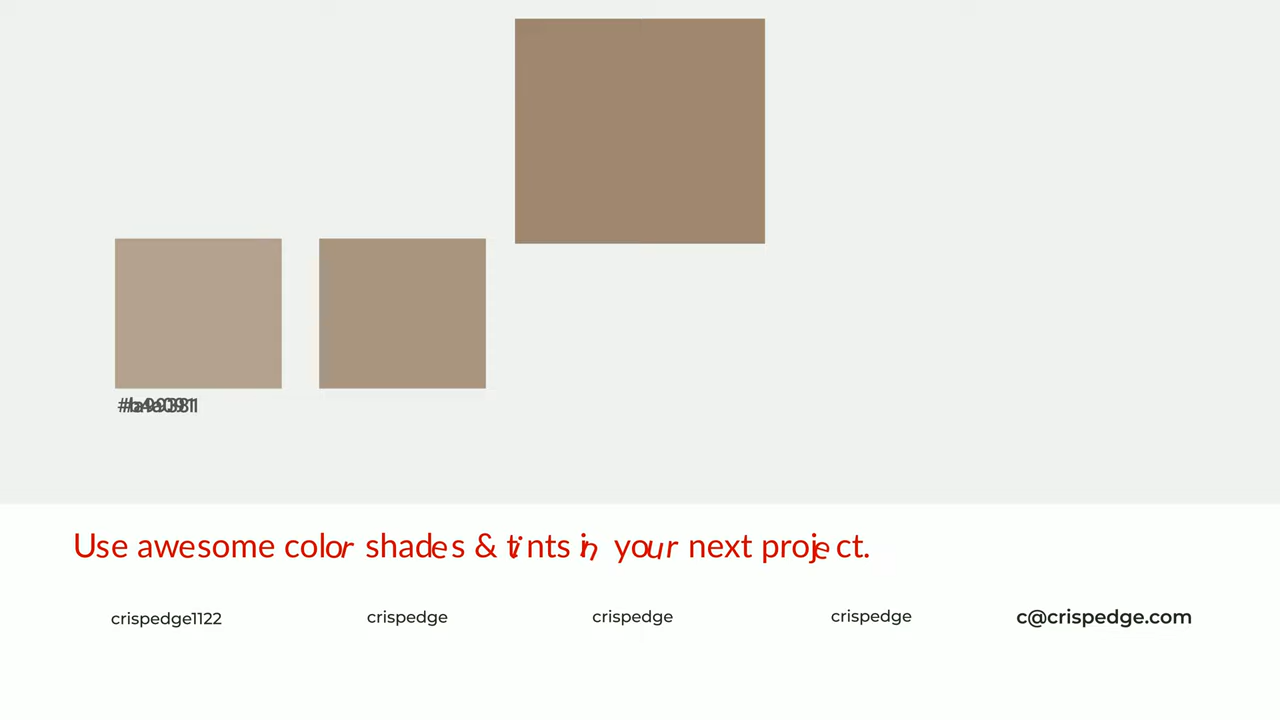 Use awesome color shades & tints in your next project.
crispedge1122 crispedge crispedge crispedge c@crispedge.com